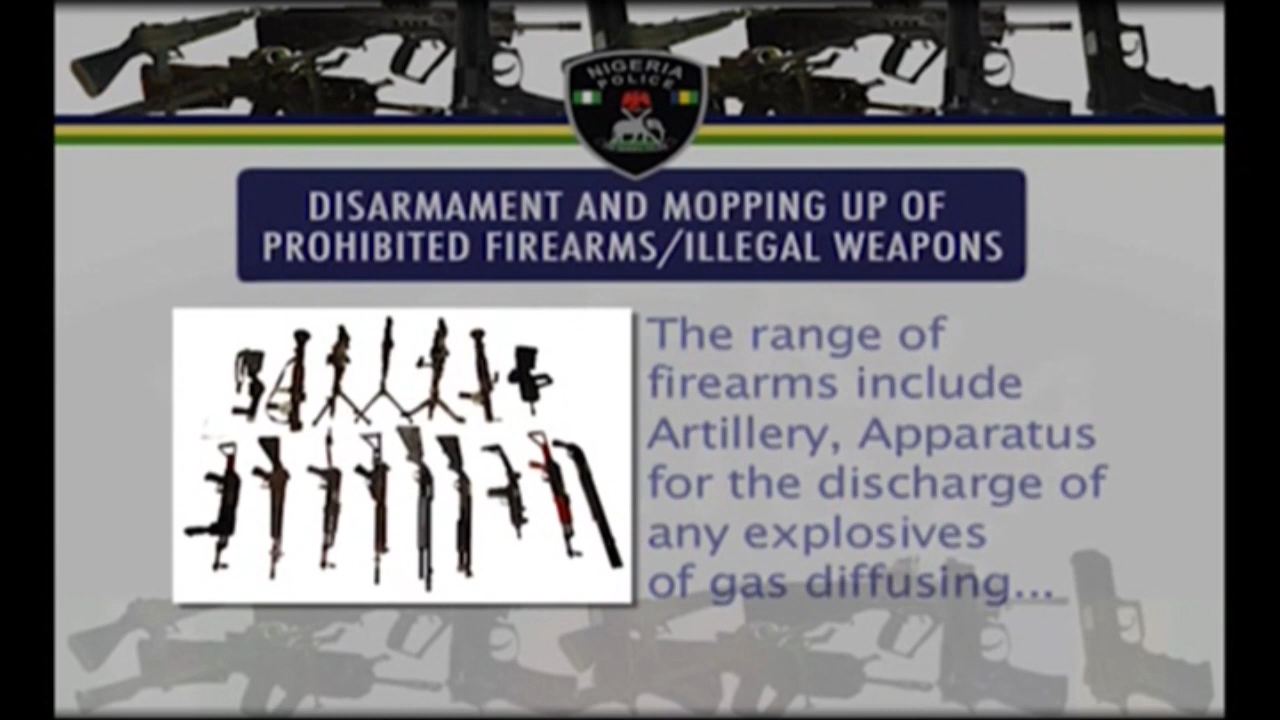 NIGERIA
POLICE
DISARMAMENT AND MOPPING UP OF
PROHIBITED FIREARMS/ILLEGAL WEAPONS
The range of
firearms include
Artillery, Apparatus
for the discharge of
any explosives
of gas diffusing...